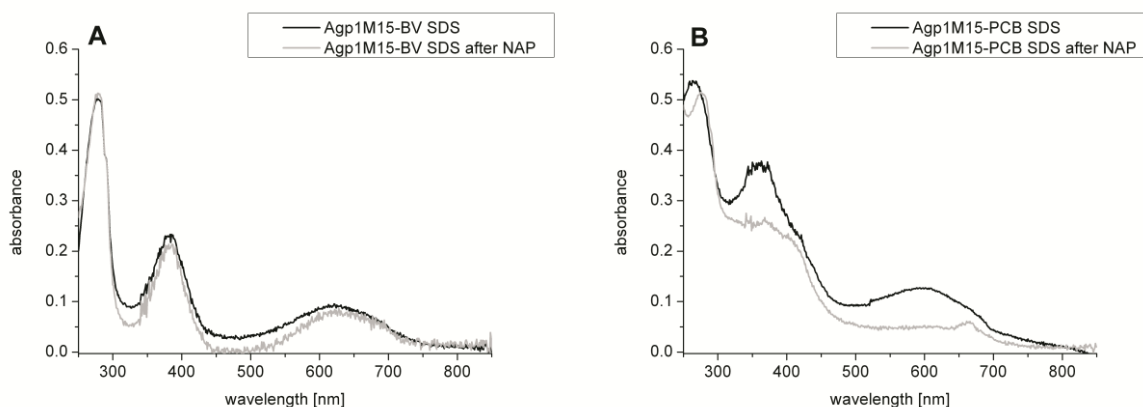 A
Agp1M15-BV SDS
Agp1M15-BV SDS after NAP
0.6
0.5
0.4
0.3
0.2
0.1
0.0
absorbance
300 400 500 600 700 800
wavelength [nm]
B
Agp1M15-PCB SDS
Agp1M15-PCB SDS after NAP
0.6
0.5
0.4
0.3
0.2
0.1
0.0
absorbance
300 400 500 600 700 800
wavelength [nm]